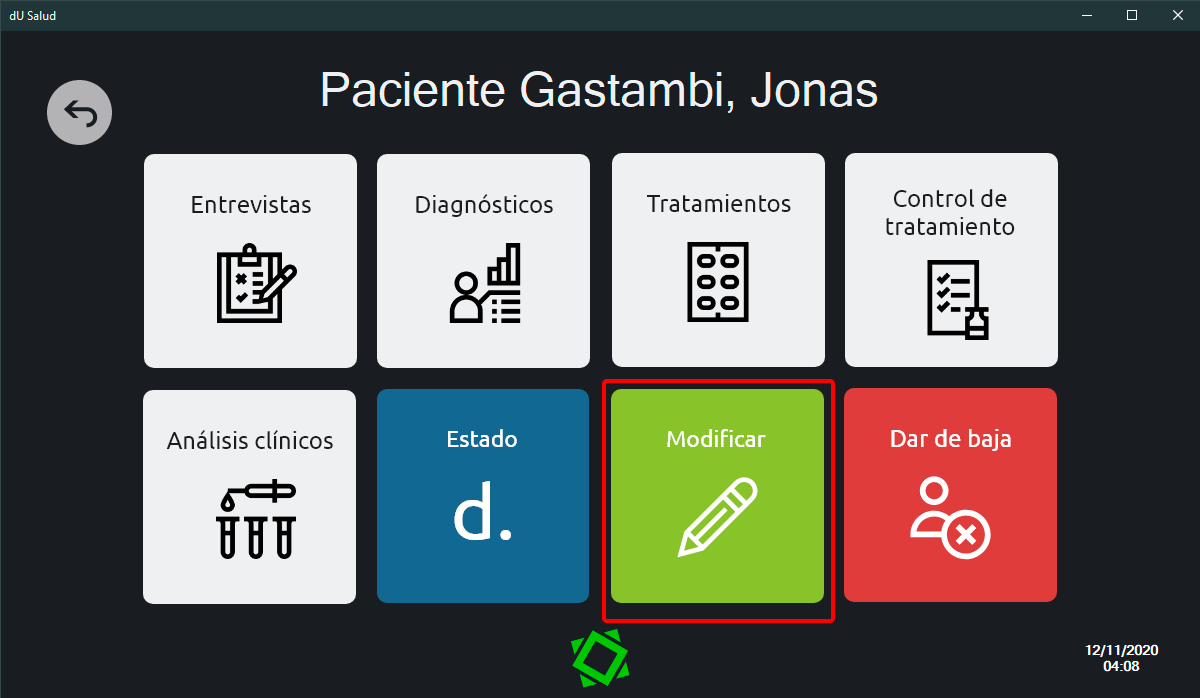 dU Salud
Paciente Gastambi, Jonas
Entrevistas
Diagnósticos
Tratamientos
Control de
tratamiento
Análisis clínicos
Estado
d.
Modificar
Dar de baja
12/11/2020
04:08